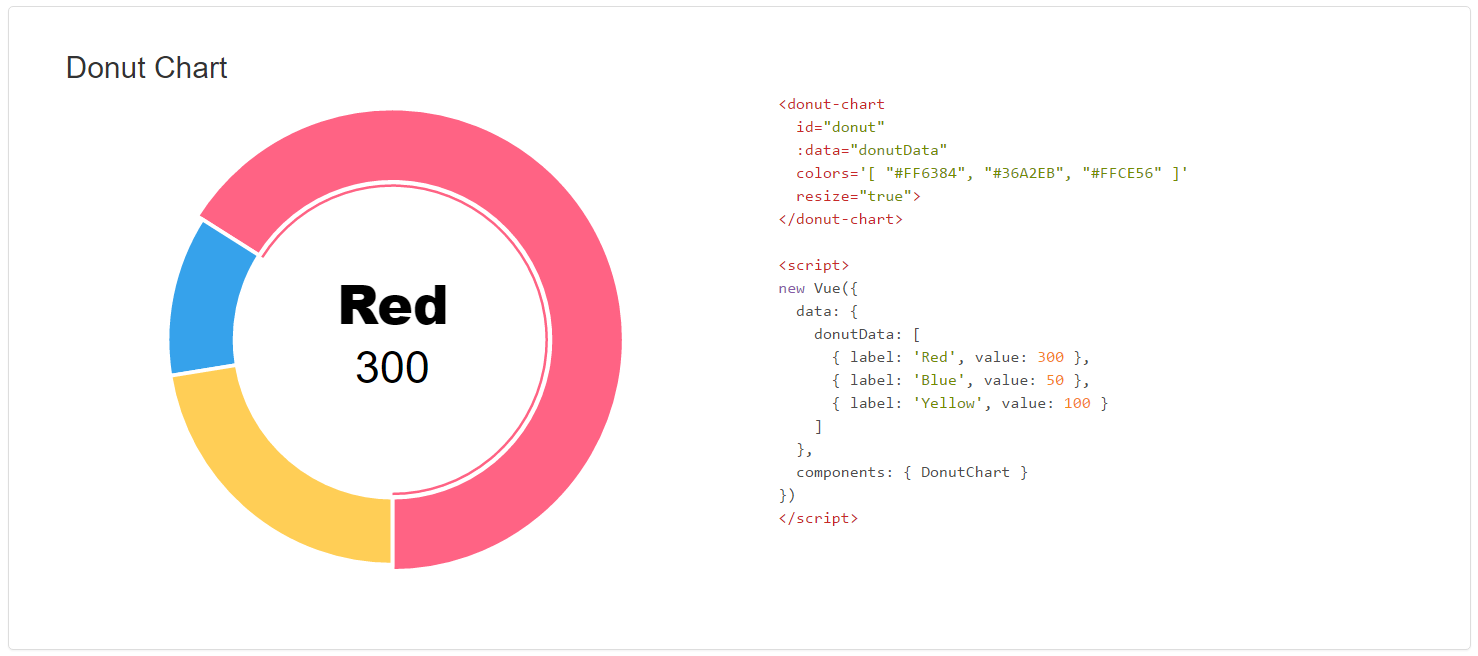 Donut Chart
Red
300
<donut-chart
  id="donut"
  :data="donutData"
  colors='[ "#FF6384", "#36A2EB", "#FFCE56" ]'
  resize="true">
</donut-chart>

<script>
new Vue({
  data: {
    donutData: [
      { label: 'Red', value: 300 },
      { label: 'Blue', value: 50 },
      { label: 'Yellow', value: 100 }
    ]
  },
  components: { DonutChart }
})
</script>